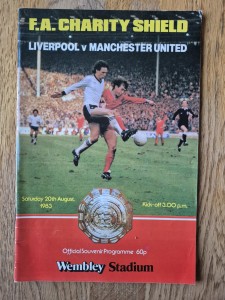 F.A. CHARITY SHIELD
LIVERPOOL v MANCHESTER UNITED
Saturday 20th August,
1983
Kick-off 3.00 p.m.
Official Souvenir Programme 60p
Wembley Stadium